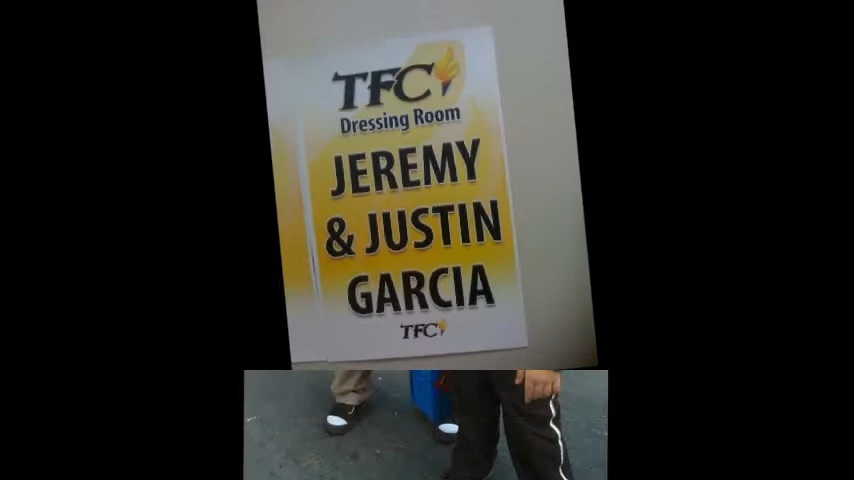 TFC
Dressing Room
JEREMY
& JUSTIN
GARCIA
TFC